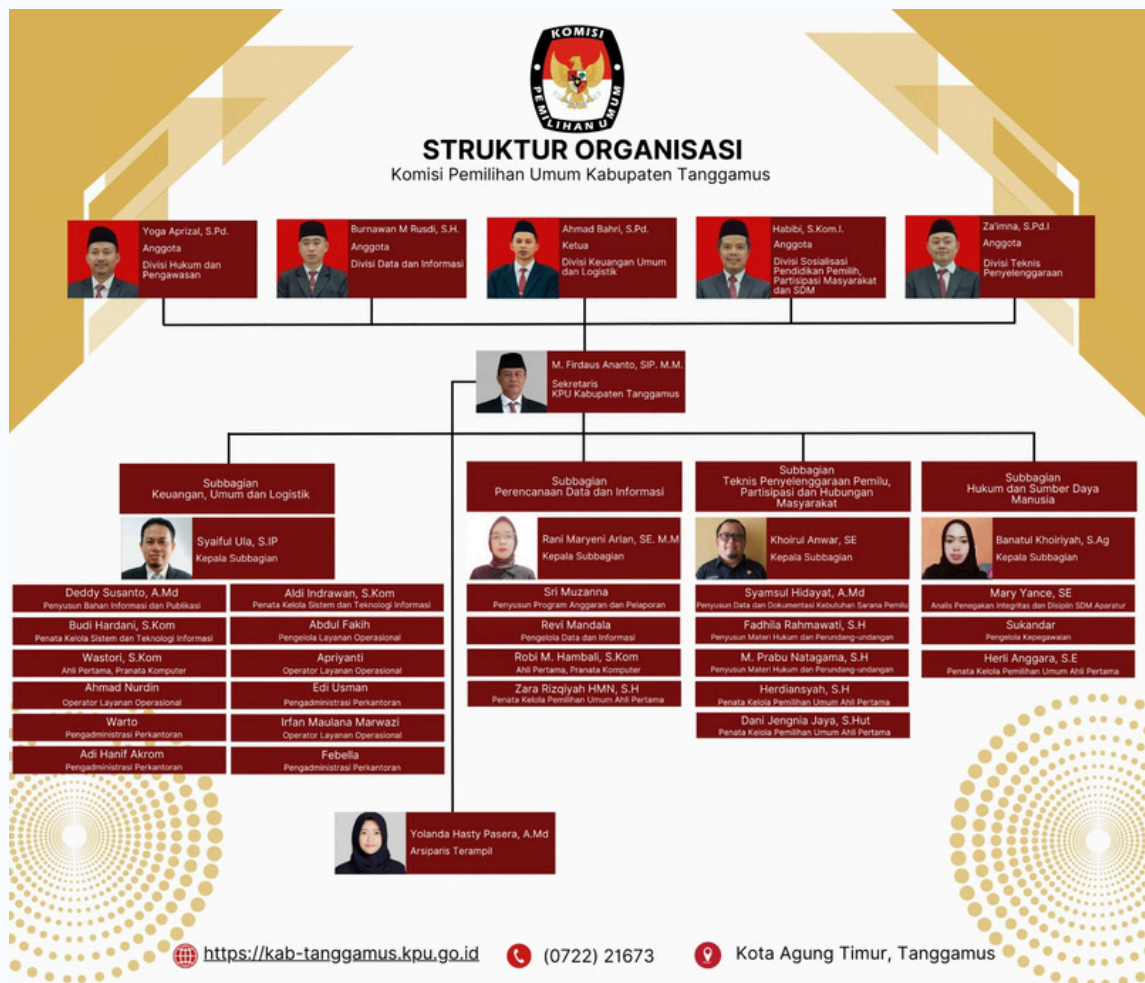 KOMISI
PEMILIHAN UMUM
STRUKTUR ORGANISASI
Komisi Pemilihan Umum Kabupaten Tanggamus
Yoga Aprizal, S.Pd.
Anggota
Divisi Hukum dan
Pengawasan
Burnawan M Rusdi, S.H.
Anggota
Divisi Data dan Informasi
Ahmad Bahri, S.Pd.
Ketua
Divisi Keuangan Umum
dan Logistik
Habibi, S.Kom.I.
Anggota
Divisi Sosialisasi
Pendidikan Pemilih,
Partisipasi Masyarakat
dan SDM
Za'imna, S.Pd.I
Anggota
Divisi Teknis
Penyelenggaraan
M. Firdaus Ananto, SIP. M.M.
Sekretaris
KPU Kabupaten Tanggamus
Subbagian
Keuangan, Umum dan Logistik
Syaiful Ula, S.IP
Kepala Subbagian
Deddy Susanto, A.Md
Penyusun Bahan Informasi dan Publikasi
Budi Hardani, S.Kom
Penata Kelola Sistem dan Teknologi Informasi
Wastori, S.Kom
Ahli Pertama, Pranata Komputer
Ahmad Nurdin
Operator Layanan Operasional
Warto
Pengadministrasi Perkantoran
Adi Hanif Akrom
Pengadministrasi Perkantoran
Aldi Indrawan, S.Kom
Penata Kelola Sistem dan Teknologi Informasi
Abdul Fakih
Pengelola Layanan Operasional
Apriyanti
Operator Layanan Operasional
Edi Usman
Pengadministrasi Perkantoran
Irfan Maulana Marwazi
Operator Layanan Operasional
Febella
Pengadministrasi Perkantoran
Subbagian
Perencanaan Data dan Informasi
Rani Maryeni Arlan, SE. M.M
Kepala Subbagian
Sri Muzanna
Penyusun Program Anggaran dan Pelaporan
Revi Mandala
Pengelola Data dan Informasi
Robi M. Hambali, S.Kom
Ahli Pertama, Pranata Komputer
Zara Rizqiyah HMN, S.H
Penata Kelola Pemilihan Umum Ahli Pertama
Subbagian
Teknis Penyelenggaraan Pemilu,
Partisipasi dan Hubungan
Masyarakat
Khoirul Anwar, SE
Kepala Subbagian
Syamsul Hidayat, A.Md
Penyusun Data dan Dokumentasi Kebutuhan Sarana Pemilu
Fadhila Rahmawati, S.H
Penyusun Materi Hukum dan Perundang-undangan
M. Prabu Natagama, S.H
Penyusun Materi Hukum dan Perundang-undangan
Herdiansyah, S.H
Penata Kelola Pemilihan Umum Ahli Pertama
Dani Jengnia Jaya, S.Hut
Penata Kelola Pemilihan Umum Ahli Pertama
Subbagian
Hukum dan Sumber Daya
Manusia
Banatul Khoiriyah, S.Ag
Kepala Subbagian
Mary Yance, SE
Analis Penegakan Integritas dan Disiplin SDM Aparatur
Sukandar
Pengelola Kepegawaian
Herli Anggara, S.E
Penata Kelola Pemilihan Umum Ahli Pertama
Yolanda Hasty Pasera, A.Md
Arsiparis Terampil
https://kab-tanggamus.kpu.go.id
(0722) 21673
Kota Agung Timur, Tanggamus